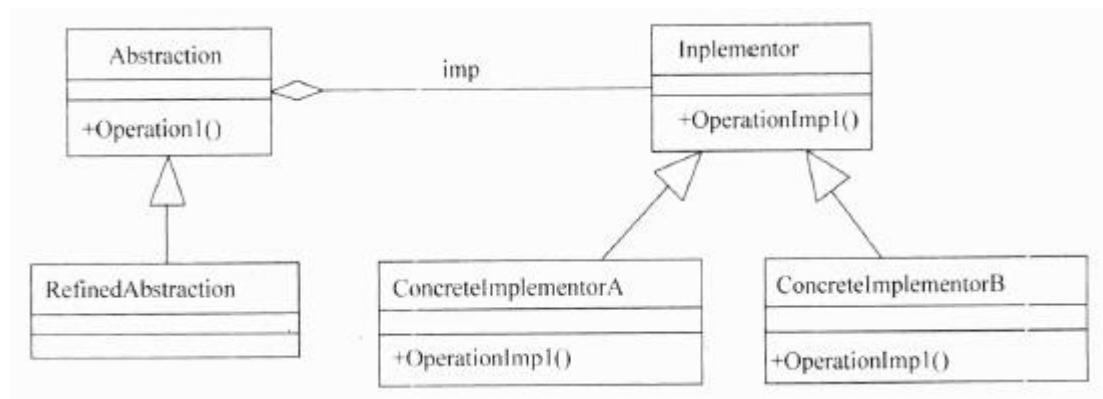 Abstraction
imp
Inplementor
+Operation1()
+OperationImp1()
RefinedAbstraction
ConcreteImplementorA
ConcreteImplementorB
+OperationImp1()
+OperationImp1()